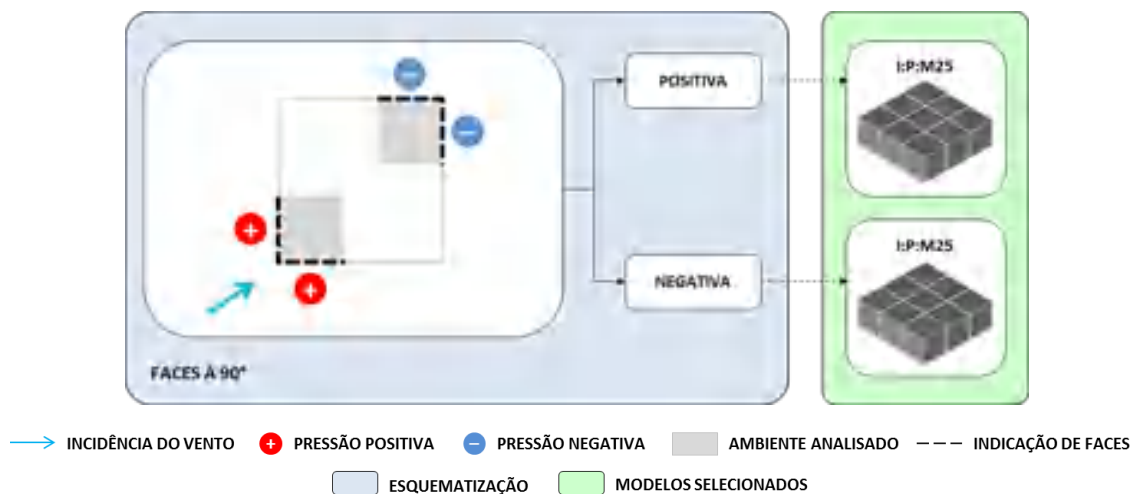 I:P:M25
POSITIVA
I:P:M25
NEGATIVA
FACES À 90°
INCIDÊNCIA DO VENTO
PRESSÃO POSITIVA
PRESSÃO NEGATIVA
AMBIENTE ANALISADO
INDICAÇÃO DE FACES
ESQUEMATIZAÇÃO
MODELOS SELECIONADOS